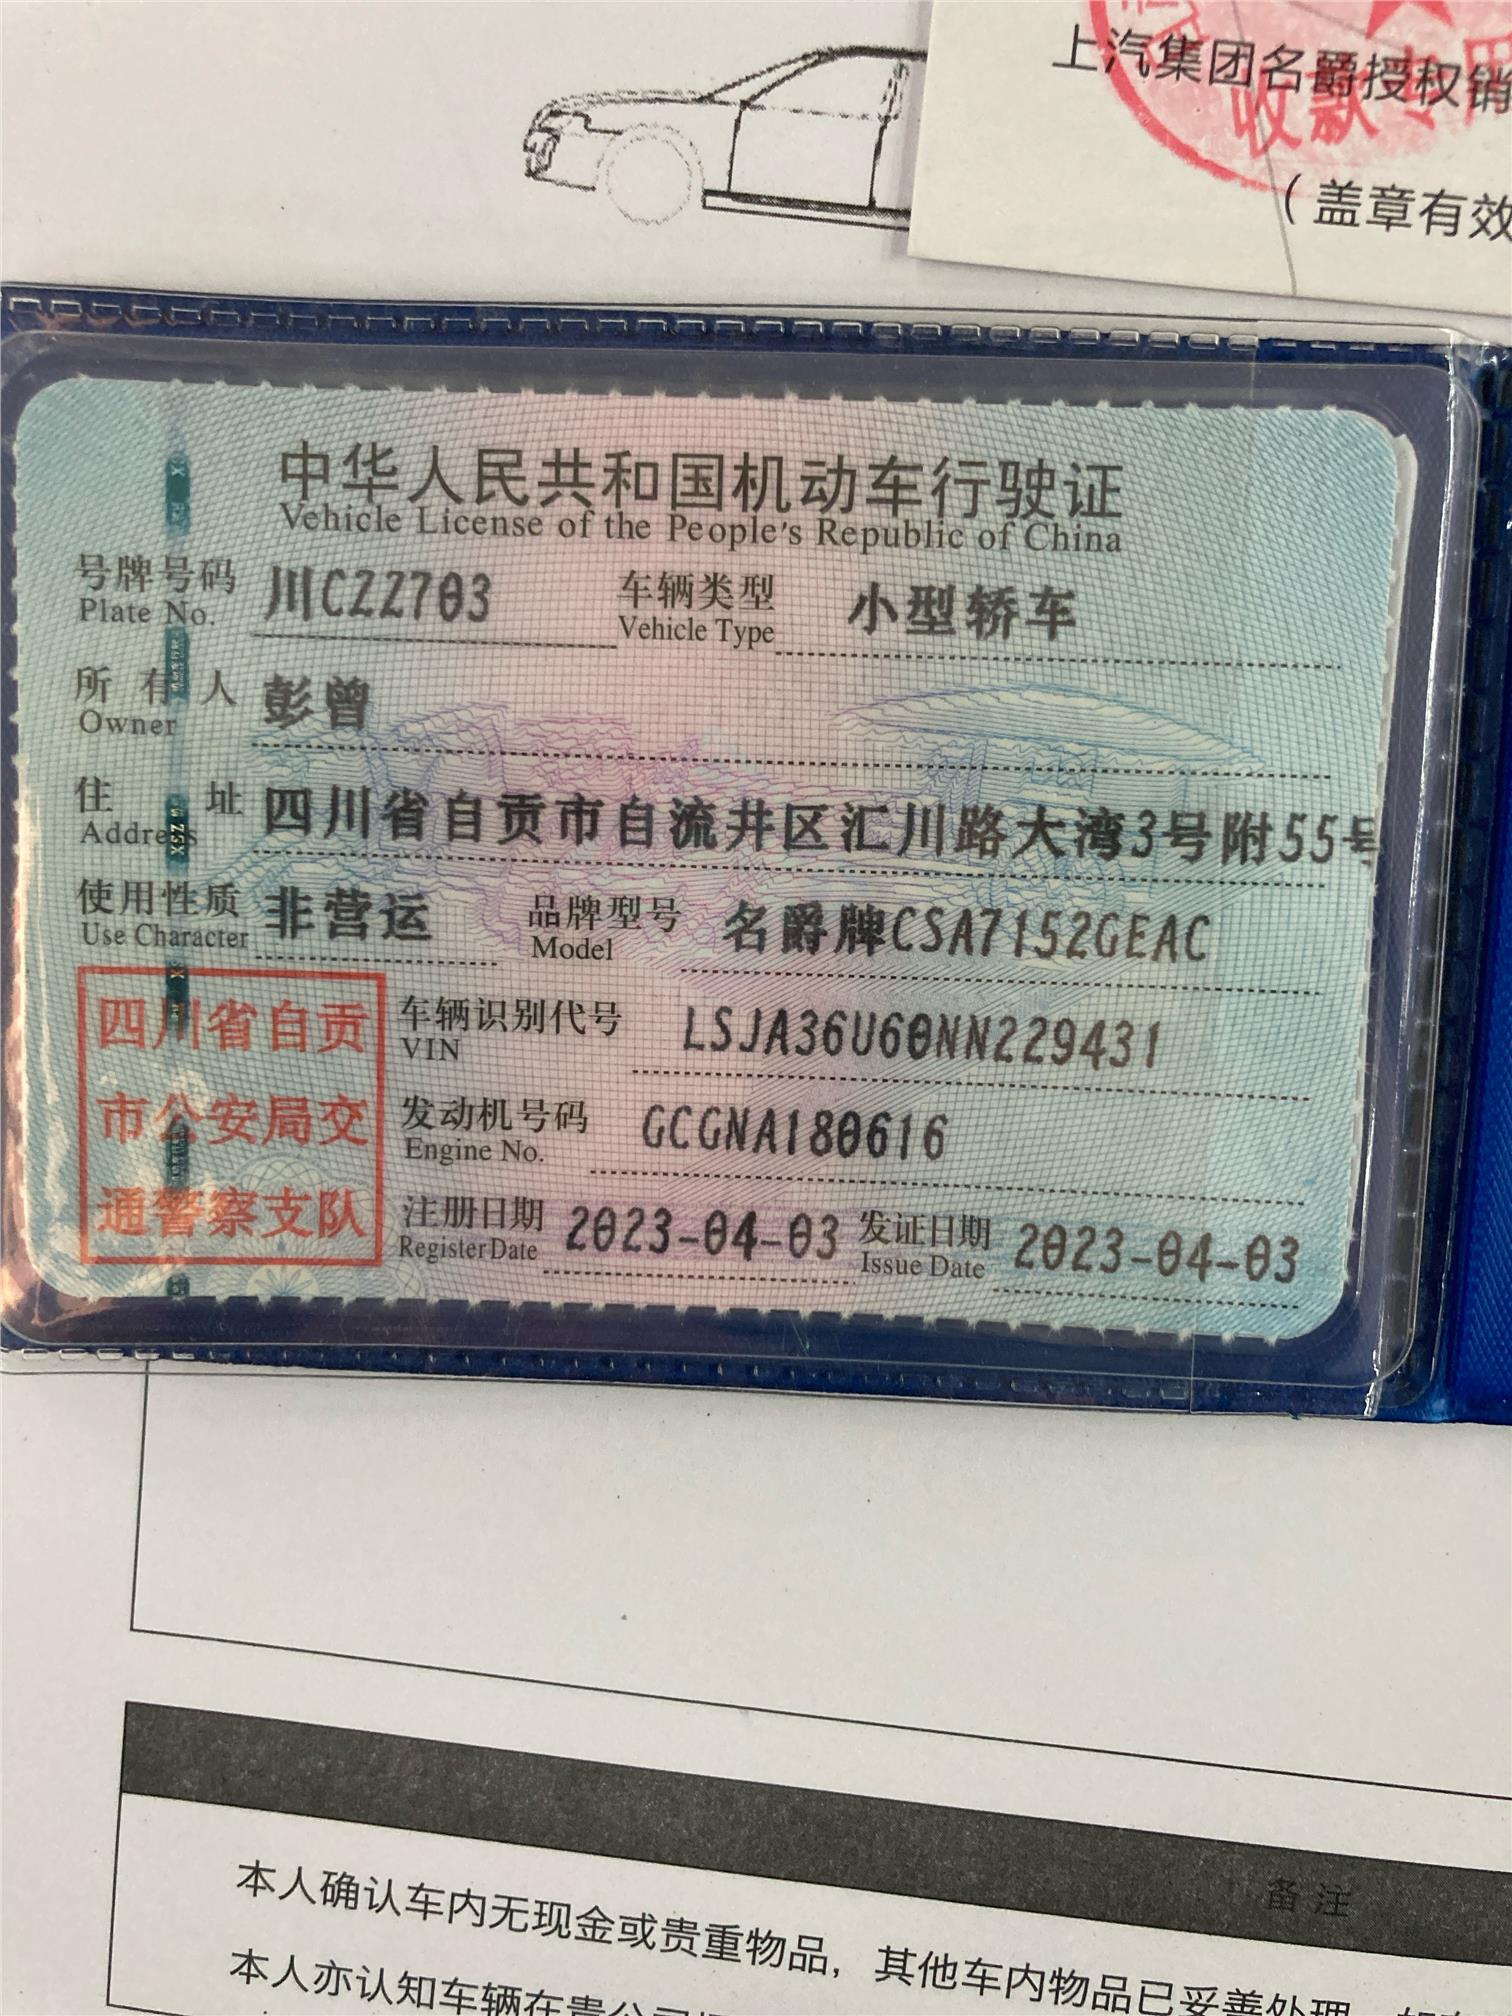 上汽集团名爵授权销
收款专用
（盖章有效
中华人民共和国机动车行驶证
Vehicle License of the People's Republic of China
号牌号码 川CZZ703 车辆类型 小型轿车
Plate No. Vehicle Type
所有人 彭曾
Owner
住址 四川省自贡市自流井区汇川路大湾3号附55号
Address
使用性质 非营运 品牌型号 名爵牌CSA7152GEAC
Use Character Model
四川省自贡
市公安局交
通警察支队
车辆识别代号 LSJA36U60NN229431
VIN
发动机号码 GCGNA180616
Engine No.
注册日期 2023-04-03 发证日期 2023-04-03
Register Date Issue Date
备注
本人确认车内无现金或贵重物品，其他车内物品已妥善处理
本人亦认知车辆在贵公司